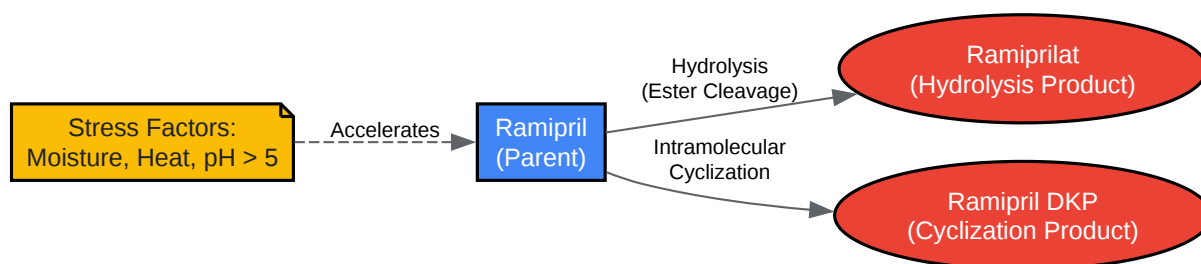 Stress Factors:
Moisture, Heat, pH > 5
Accelerates
Ramipril
(Parent)
Hydrolysis
(Ester Cleavage)
Intramolecular
Cyclization
Ramiprilat
(Hydrolysis Product)
Ramipril DKP
(Cyclization Product)